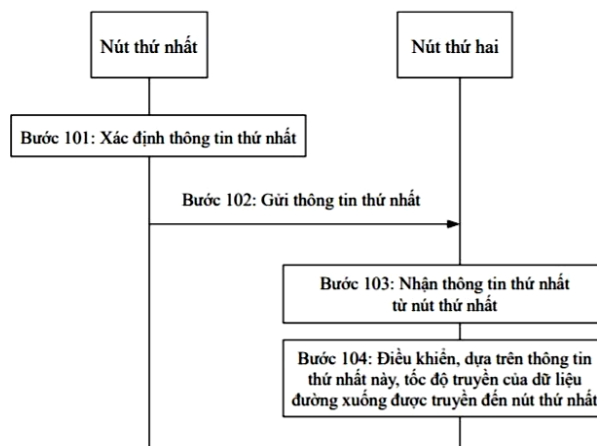 Nút thứ nhất
Nút thứ hai
Bước 101: Xác định thông tin thứ nhất
Bước 102: Gửi thông tin thứ nhất
Bước 103: Nhận thông tin thứ nhất
từ nút thứ nhất
Bước 104: Điều khiển, dựa trên thông tin
thứ nhất này, tốc độ truyền của dữ liệu
đường xuống được truyền đến nút thứ nhất